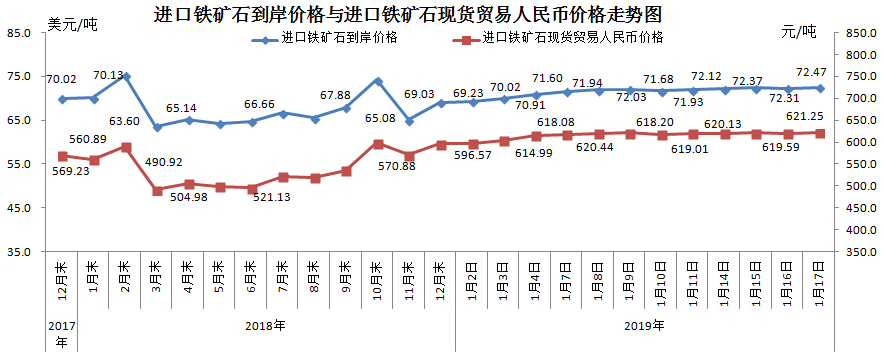 进口铁矿石到岸价格与进口铁矿石现货贸易人民币价格走势图
美元/吨
元/吨
进口铁矿石到岸价格
进口铁矿石现货贸易人民币价格
85.0
75.0
65.0
55.0
45.0
35.0
850.0
800.0
750.0
700.0
650.0
600.0
550.0
500.0
450.0
400.0
350.0
70.02
70.13
63.60
65.14
66.66
67.88
65.08
69.03
69.23
70.02
70.91
71.60
71.94
72.03
71.68
71.93
72.12
72.37
72.31
72.47
569.23
560.89
490.92
504.98
521.13
570.88
596.57
614.99
618.08
620.44
618.20
619.01
620.13
619.59
621.25
12月末
1月末
2月末
3月末
4月末
5月末
6月末
7月末
8月末
9月末
10月末
11月末
12月末
1月2日
1月3日
1月4日
1月7日
1月8日
1月9日
1月10日
1月11日
1月14日
1月15日
1月16日
1月17日
2017
年
2018年
2019年